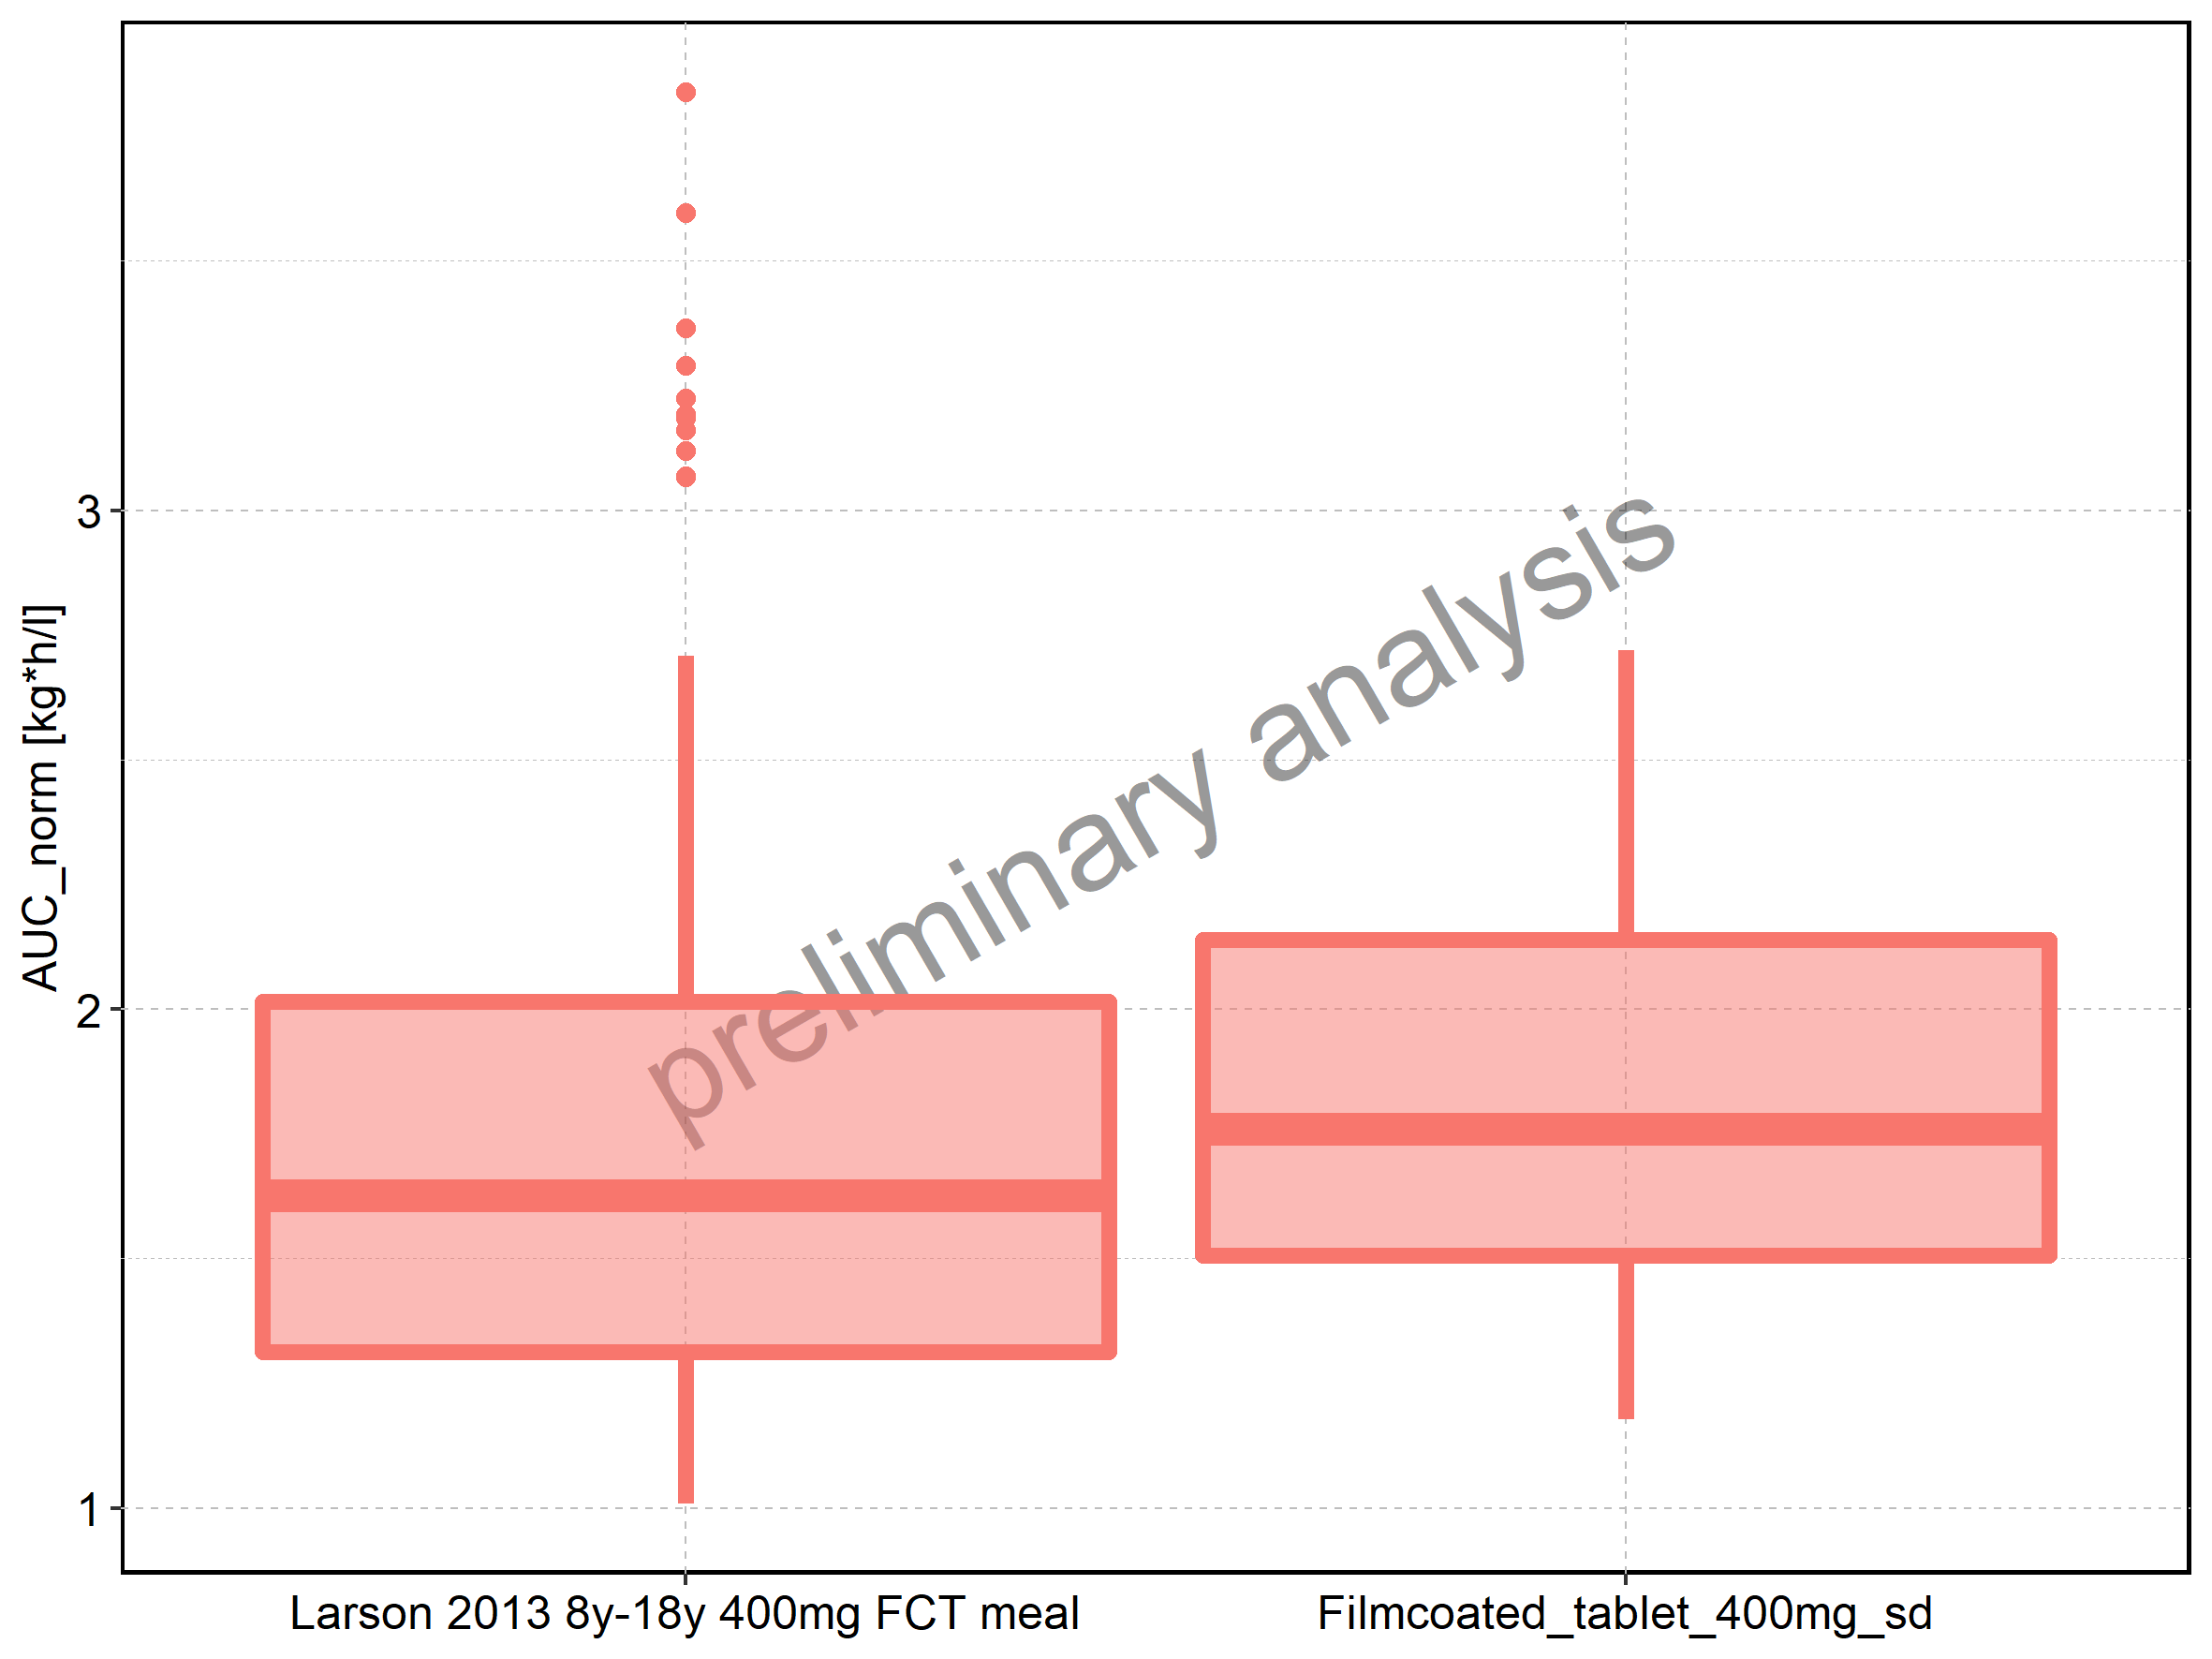 AUC_norm [kg*h/l]
3
2
1
preliminary analysis
Larson 2013 8y-18y 400mg FCT meal
Filmcoated_tablet_400mg_sd